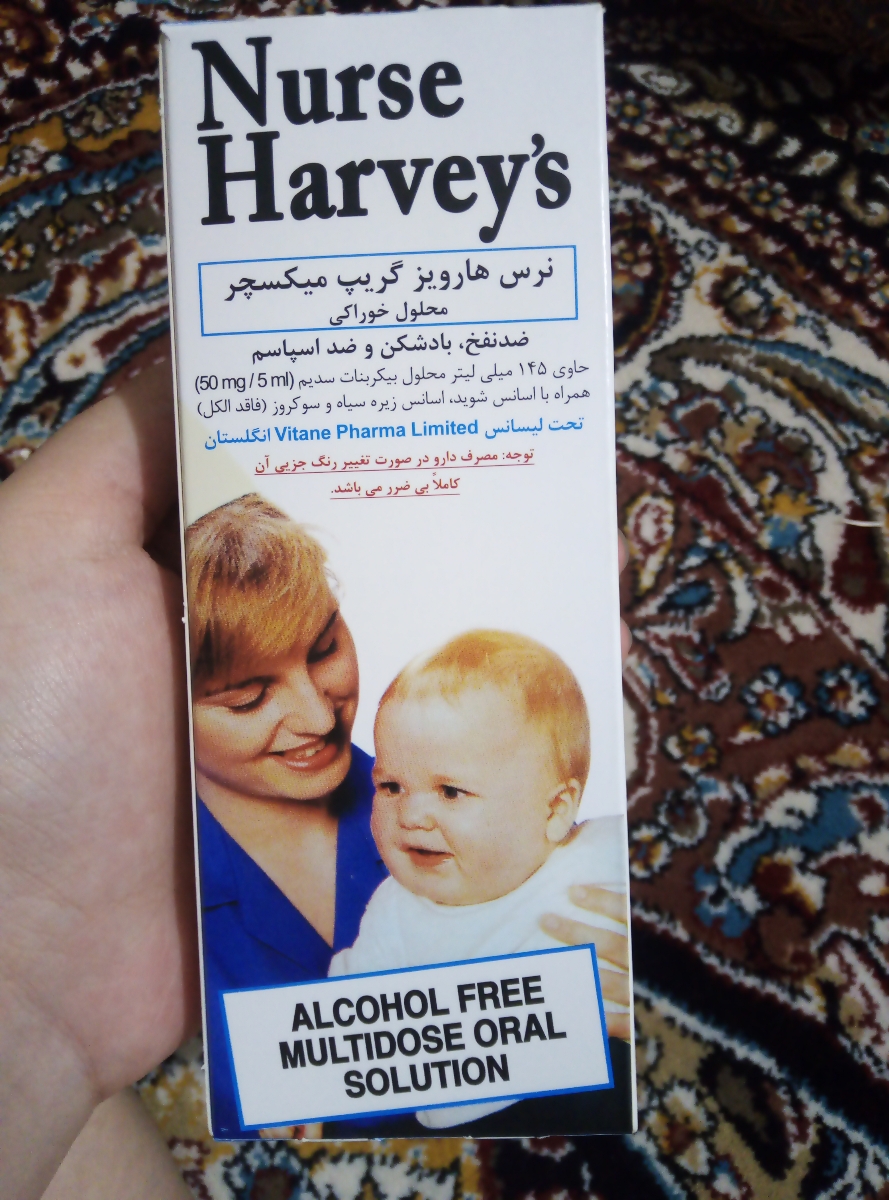 Nurse
Harvey's
نرس هارویز گریپ میکسچر
محلول خوراکی
ضدنفخ، بادشکن و ضد اسپاسم
حاوی ۱۴۵ میلی لیتر محلول بیکربنات سدیم (50 mg / 5 ml)
همراه با اسانس شوید، اسانس زیره سیاه و سوکروز (فاقد الکل)
تحت لیسانس Vitane Pharma Limited انگلستان
توجه: مصرف دارو در صورت تغییر رنگ جزیی آن
کاملاً بی ضرر می باشد.
ALCOHOL FREE
MULTIDOSE ORAL
SOLUTION